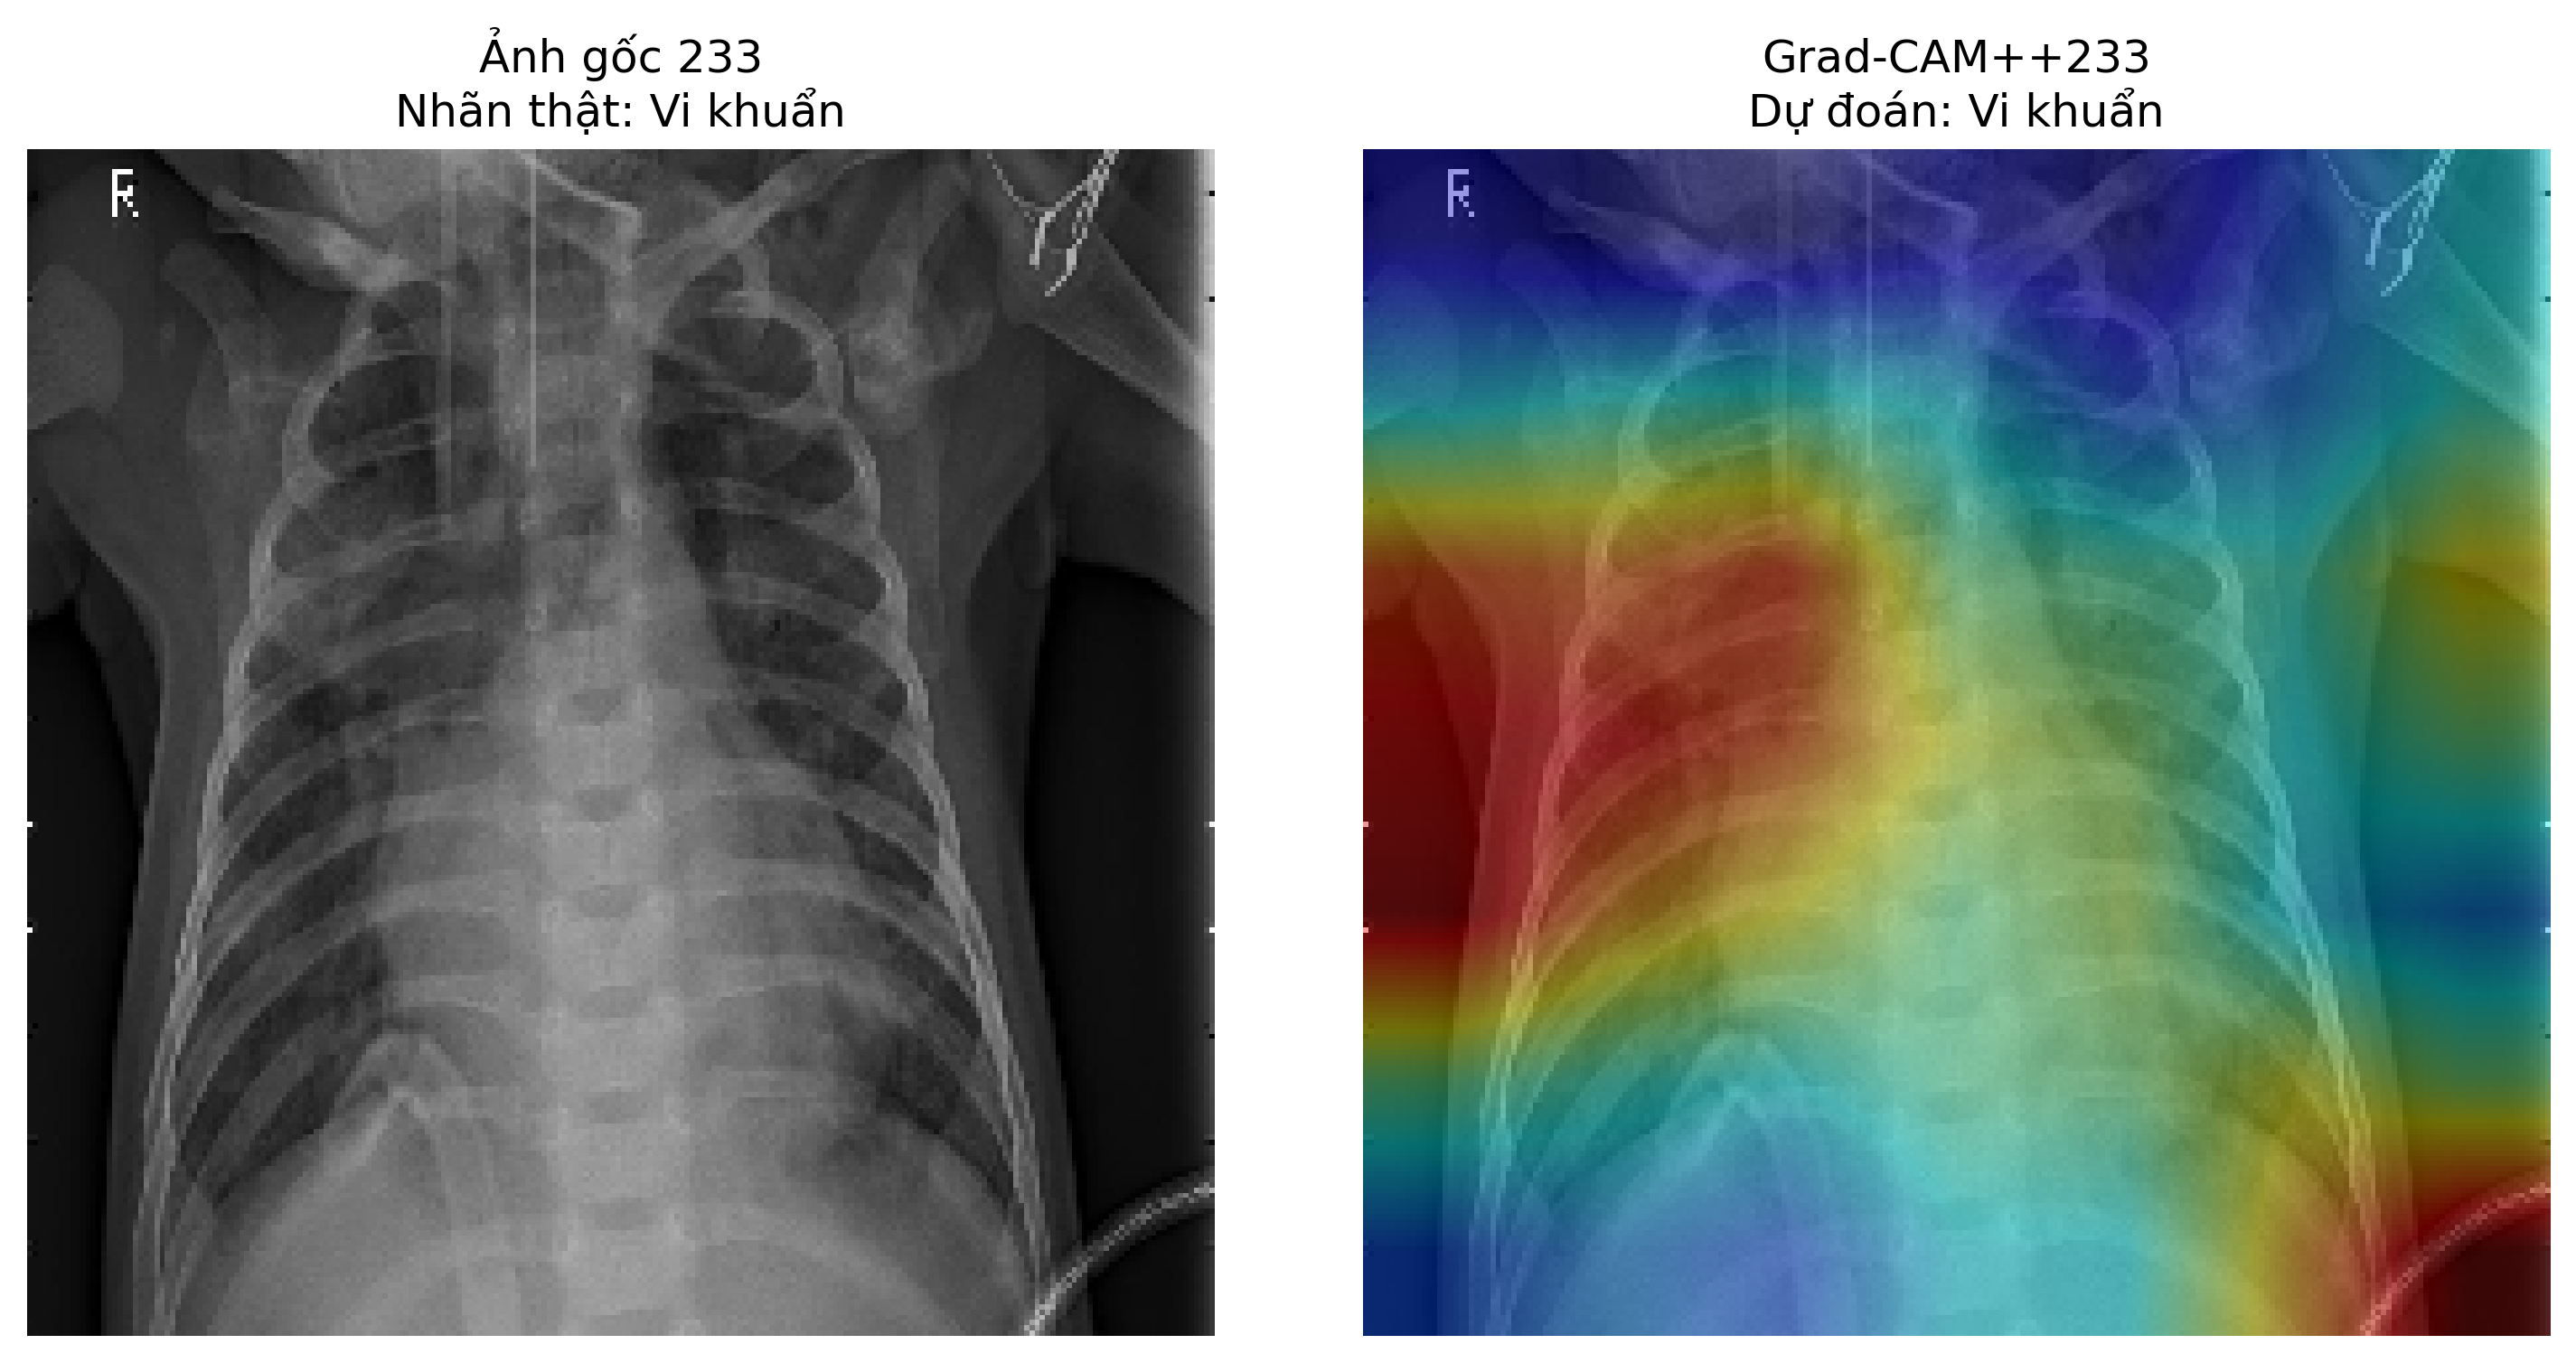 Ảnh gốc 233
Nhãn thật: Vi khuẩn
Grad-CAM++233
Dự đoán: Vi khuẩn
R
R